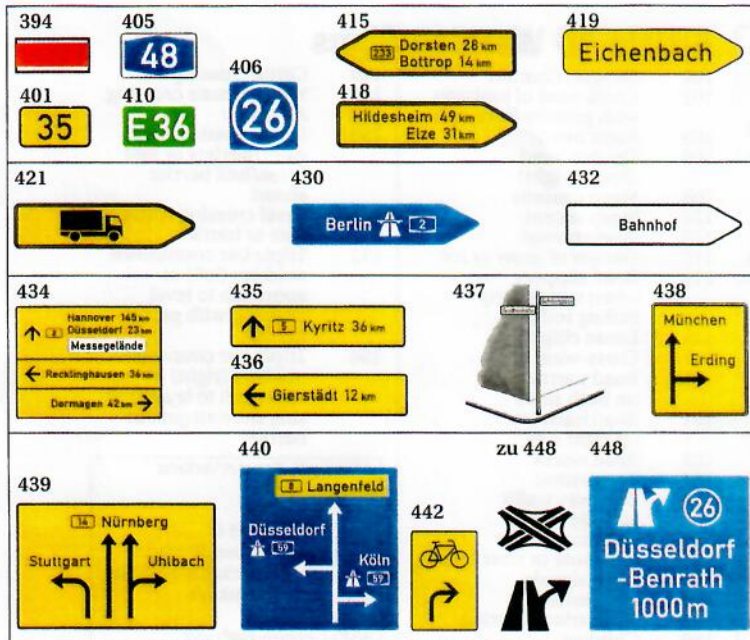 394
405
48
415
233 Dorsten 28 km
Bottrop 14 km
419
Eichenbach
406
26
401
35
410
E 36
418
Hildesheim 49 km
Elze 31 km
421
430
Berlin 2
432
Bahnhof
434
Hannover 145 km
Düsseldorf 23 km
Messegelände
Recklinghausen 36 km
Dormagen 42 km
435
5 Kyritz 36 km
436
Gierstädt 12 km
437
438
München
Erding
439
14 Nürnberg
Stuttgart
Uhlbach
440
8 Langenfeld
Düsseldorf
59
Köln
59
442
zu 448
448
26
Düsseldorf
-Benrath
1000 m